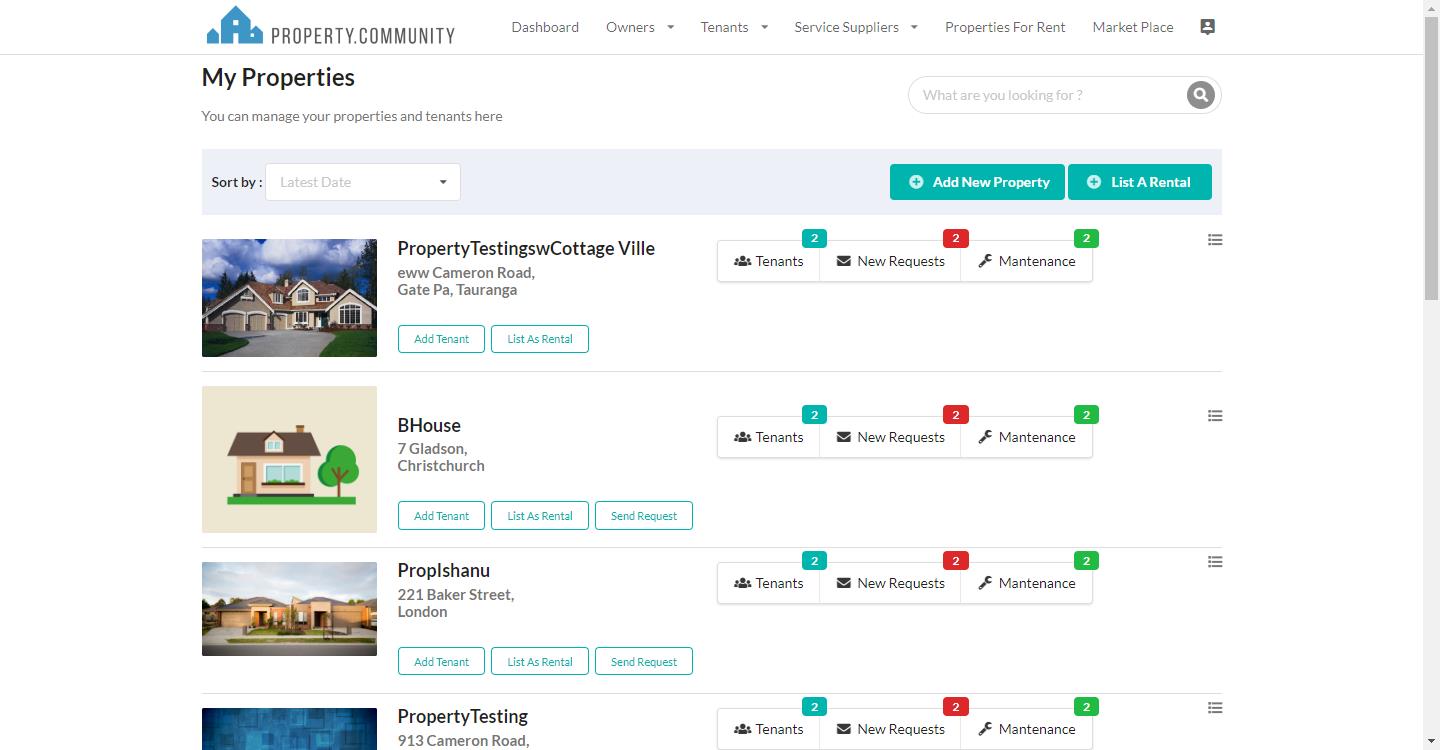 PROPERTY.COMMUNITY
Dashboard Owners Tenants Service Suppliers Properties For Rent Market Place
My Properties
What are you looking for ?
You can manage your properties and tenants here
Sort by : Latest Date
Add New Property List A Rental
PropertyTestingswCottage Ville
eww Cameron Road,
Gate Pa, Tauranga
2 2 2
Tenants New Requests Mantenance
Add Tenant List As Rental
BHouse
7 Gladson,
Christchurch
2 2 2
Tenants New Requests Mantenance
Add Tenant List As Rental Send Request
PropIshanu
221 Baker Street,
London
2 2 2
Tenants New Requests Mantenance
Add Tenant List As Rental Send Request
PropertyTesting
913 Cameron Road,
2 2 2
Tenants New Requests Mantenance